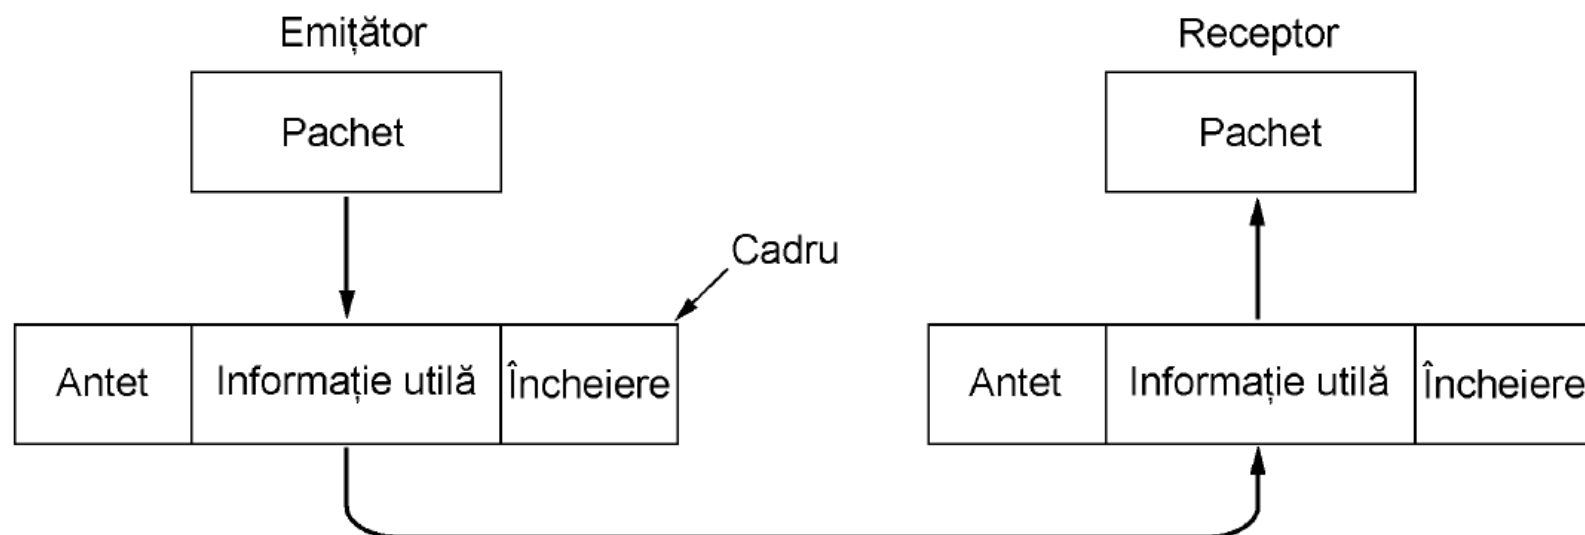 Emițător
Receptor
Pachet
Pachet
Cadru
Antet
Informație utilă
Încheiere
Antet
Informație utilă
Încheiere